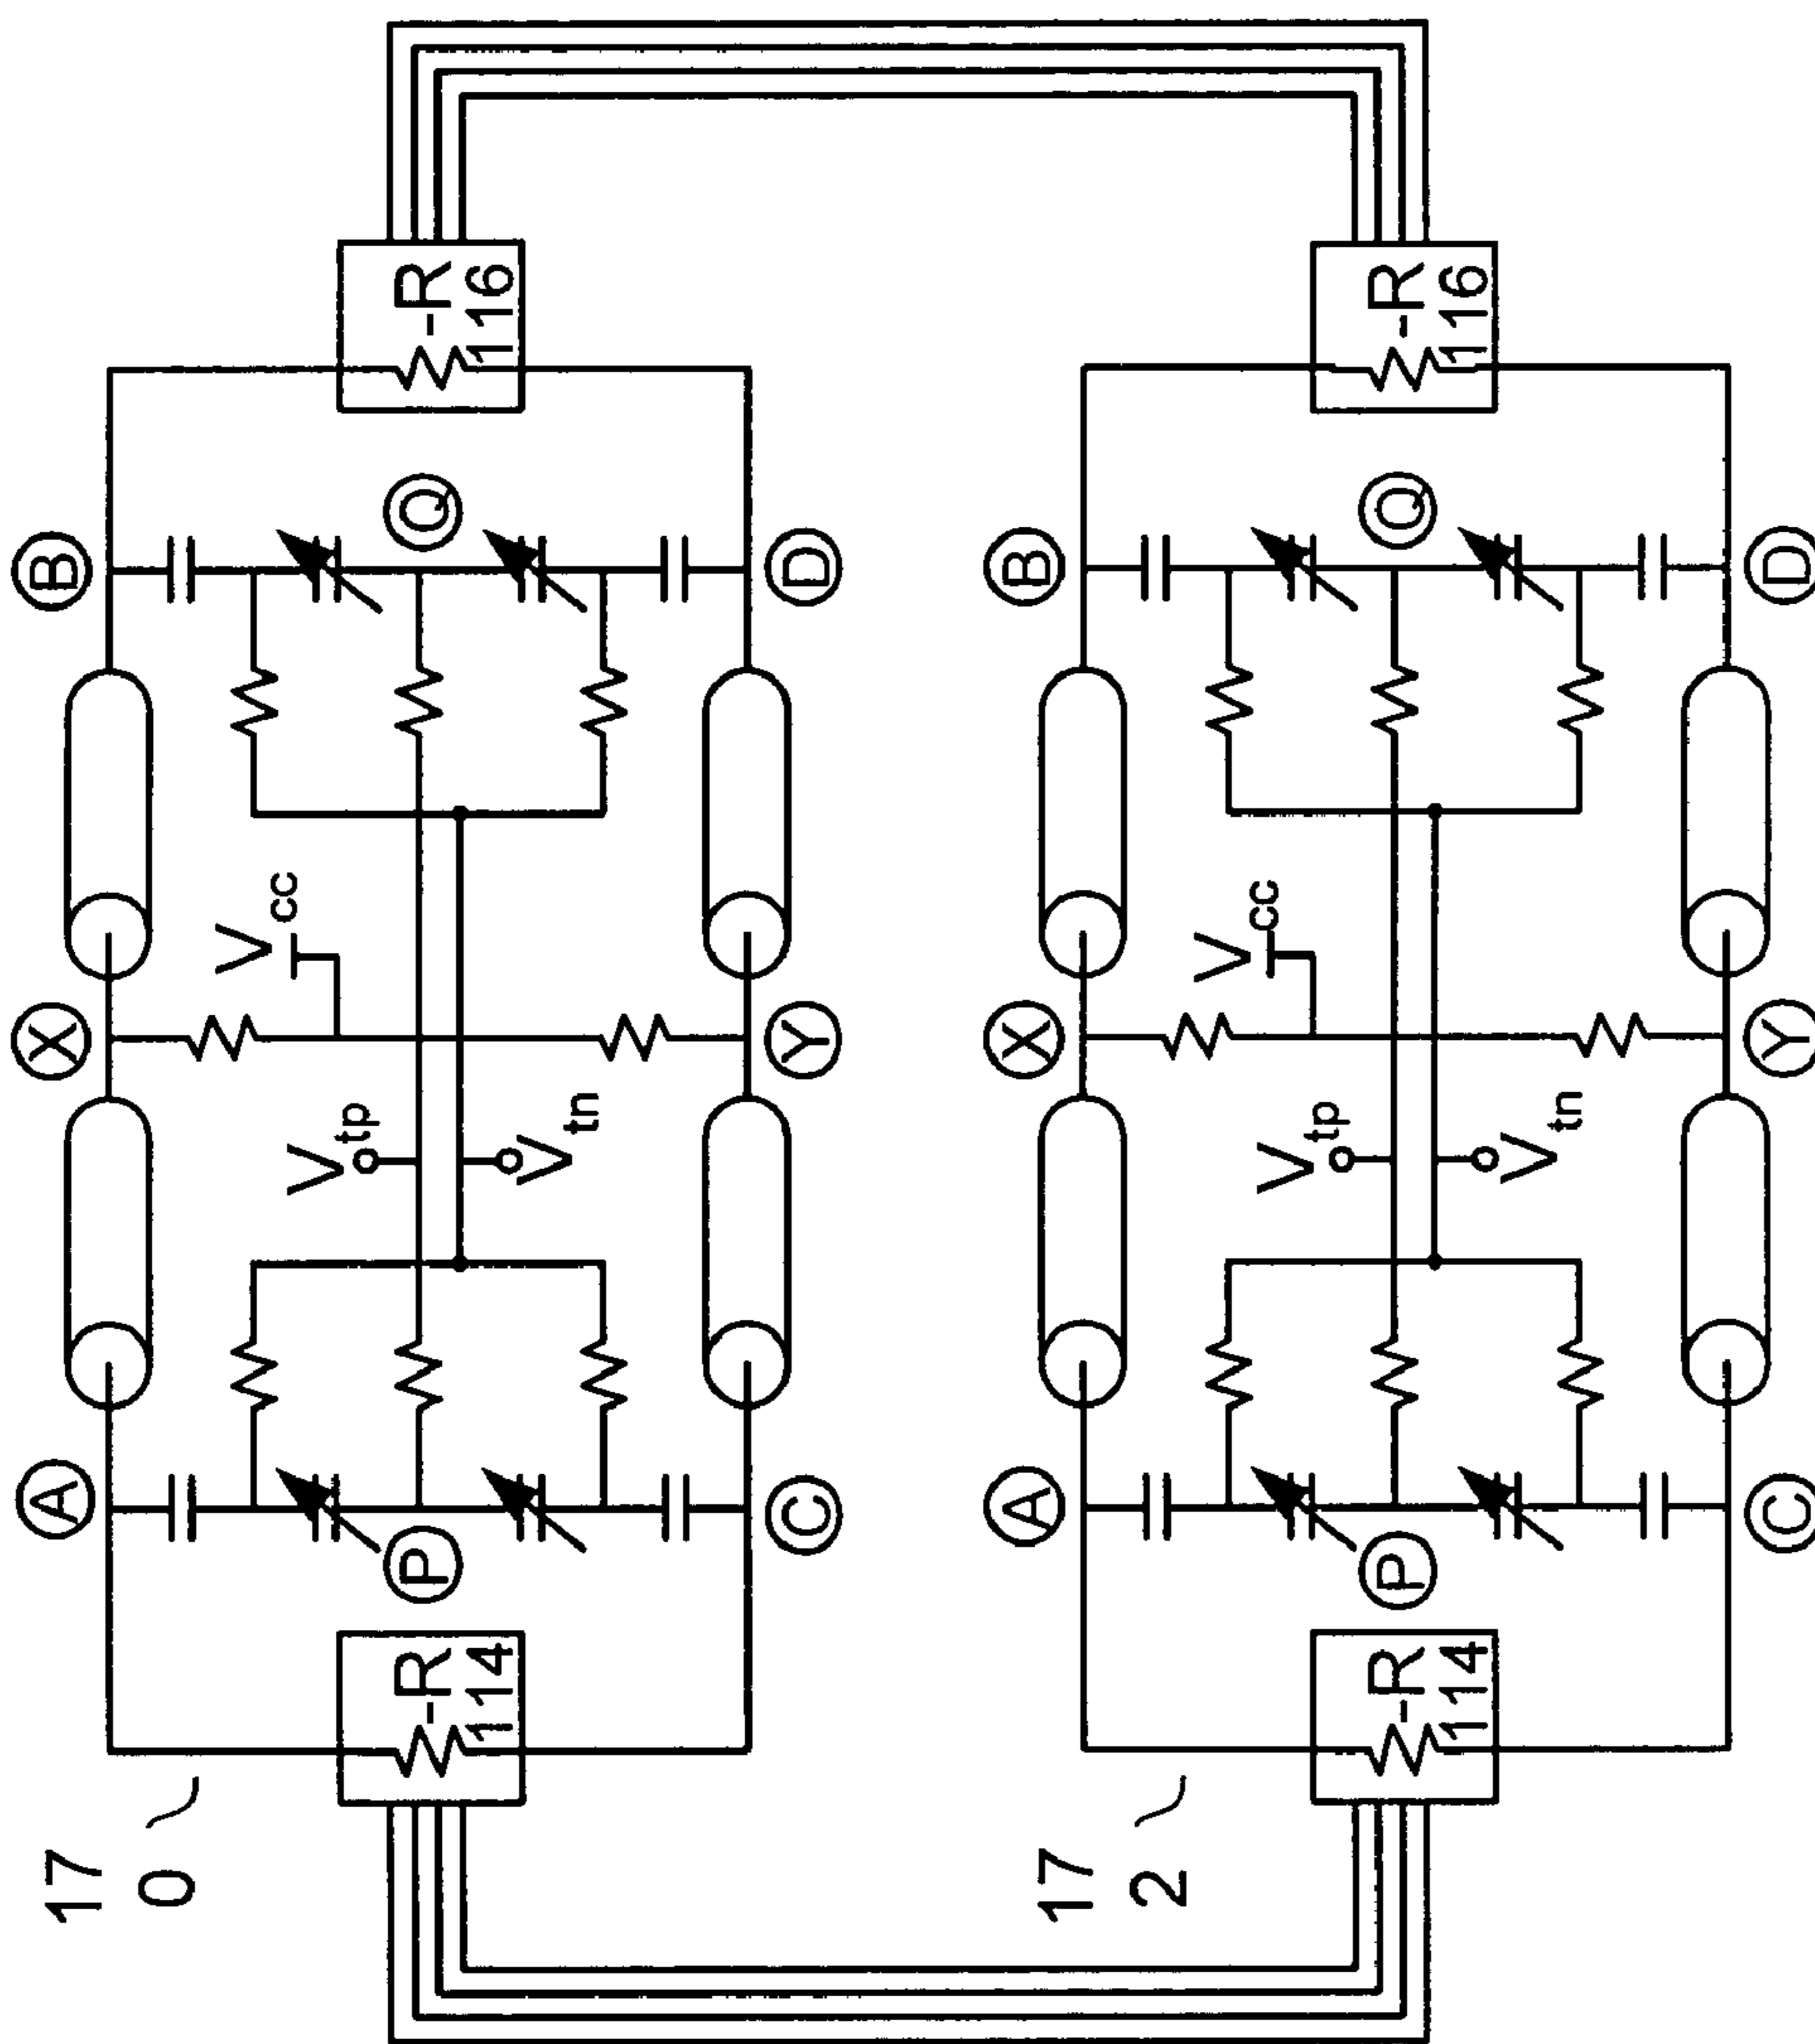 A X B
17
0
Vcc
Vtp
-R P Q -R
114 116
Vtn
C Y D
A X B
17
2
Vcc
Vtp
-R P Q -R
114 116
Vtn
C Y D